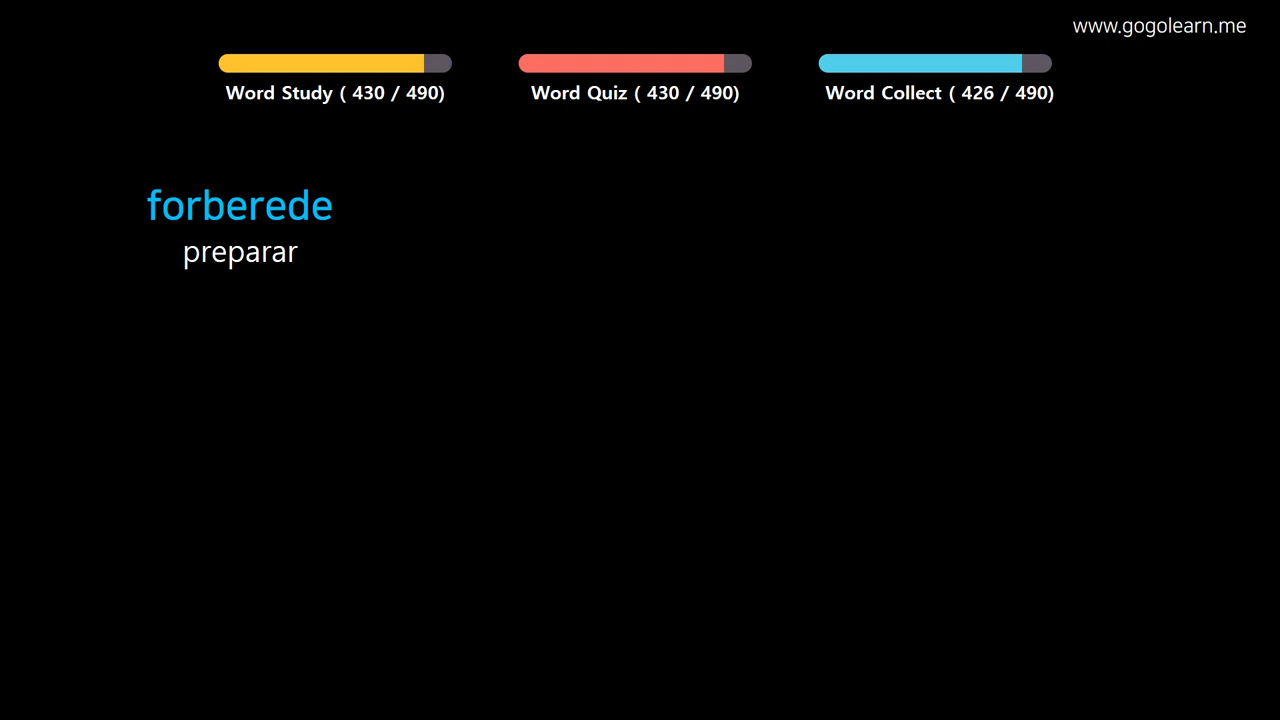 www.gogolearn.me
Word Study ( 430 / 490)
Word Quiz ( 430 / 490)
Word Collect ( 426 / 490)
forberede
preparar